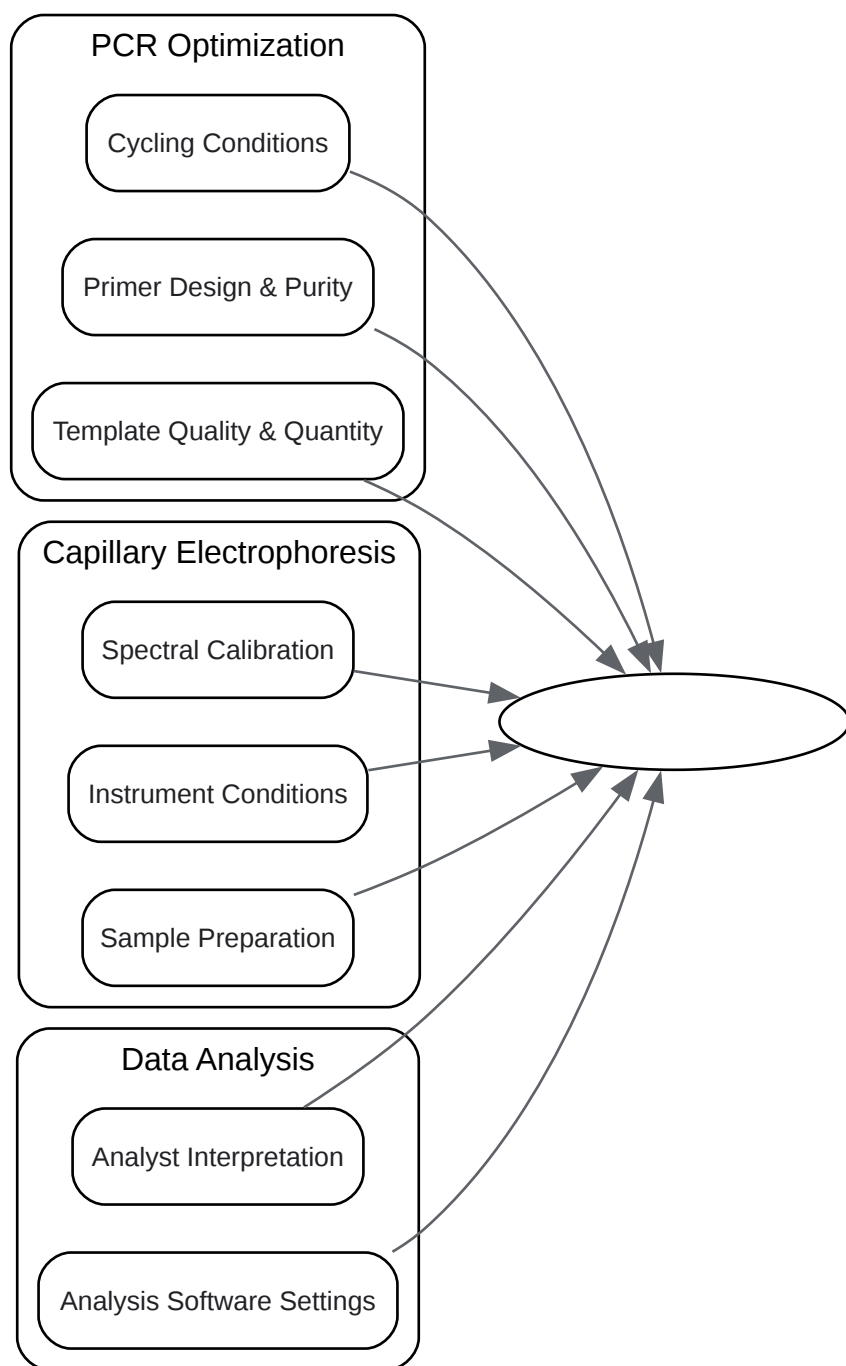 PCR Optimization
Cycling Conditions
Primer Design & Purity
Template Quality & Quantity
Capillary Electrophoresis
Spectral Calibration
Instrument Conditions
Sample Preparation
Data Analysis
Analyst Interpretation
Analysis Software Settings